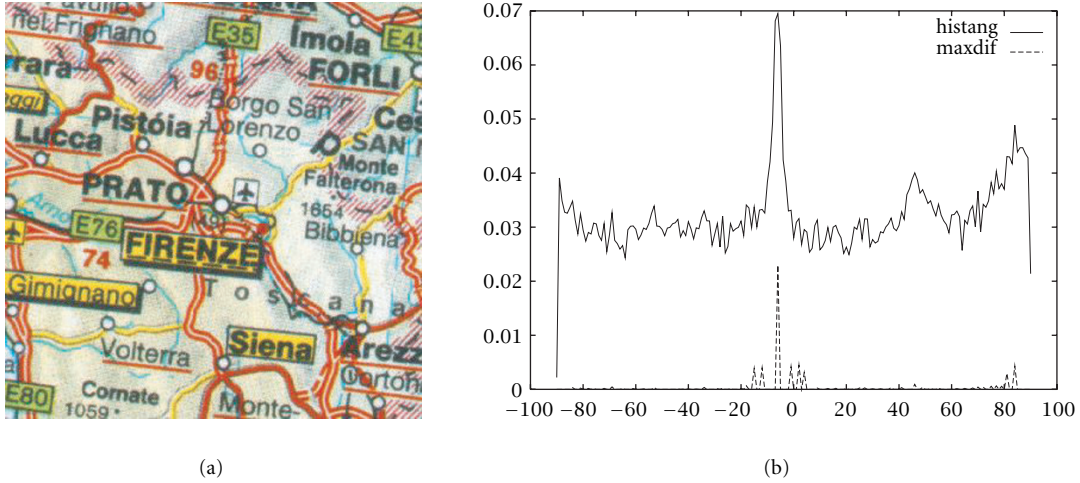 nel Frignano
E35
Imola
E45
96
FORLI
Borgo San
Lorenzo
Pistóia
Lucca
SAN
Monte
Falterona
PRATO
1654
Bibbiena
Arno
E76
FIRENZE
74
Toscana
Gimignano
Siena
Volterra
Cornate
1059
E80
Monte-
(a)
0.07
0.06
0.05
0.04
0.03
0.02
0.01
0
histang
maxdif
−100 −80 −60 −40 −20 0 20 40 60 80 100
(b)